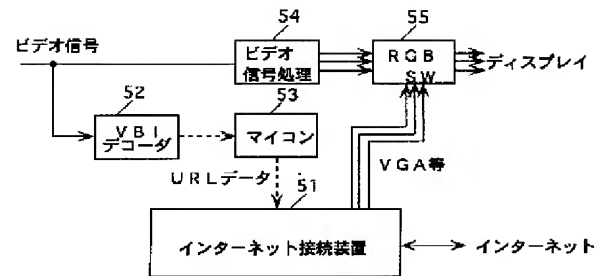 54
55
ビデオ信号
ビデオ
信号処理
RGB
SW
ディスプレイ
52
53
VBI
デコーダ
マイコン
VGA等
URLデータ
51
インターネット接続装置
インターネット